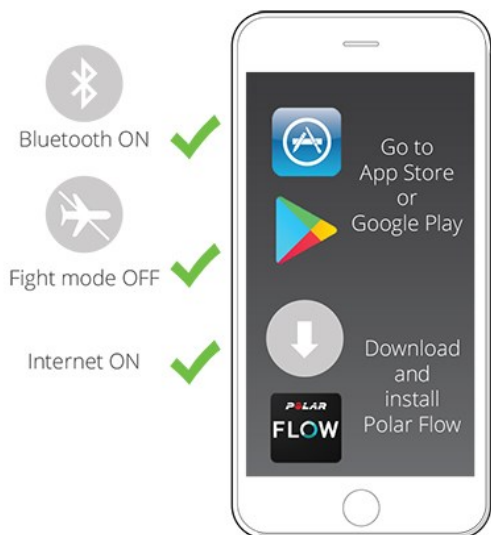 Bluetooth ON
Fight mode OFF
Internet ON
Go to
App Store
or
Google Play
Download
and
install
Polar Flow
POLAR
FLOW